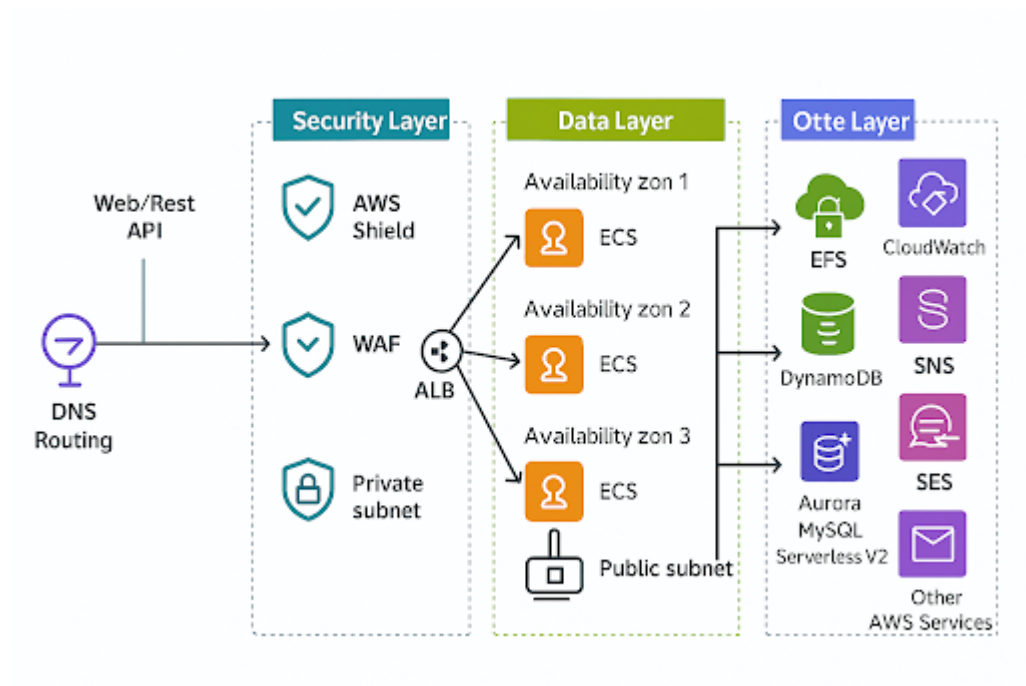 Web/Rest
API
DNS
Routing
Security Layer
AWS
Shield
WAF
Private
subnet
ALB
Data Layer
Availability zon 1
ECS
Availability zon 2
ECS
Availability zon 3
ECS
Public subnet
Otte Layer
EFS
CloudWatch
DynamoDB
SNS
Aurora
MySQL
Serverless V2
SES
Other
AWS Services